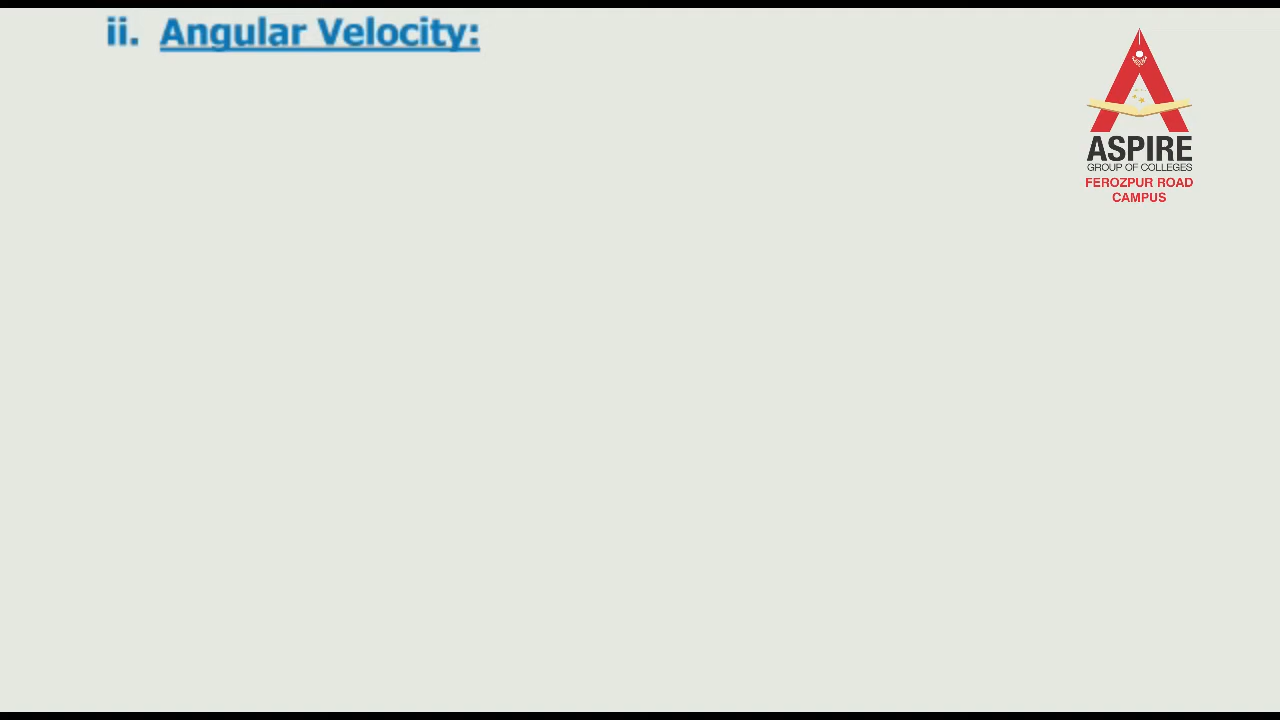 ii. Angular Velocity:
ASPIRE
GROUP OF COLLEGES
FEROZPUR ROAD
CAMPUS